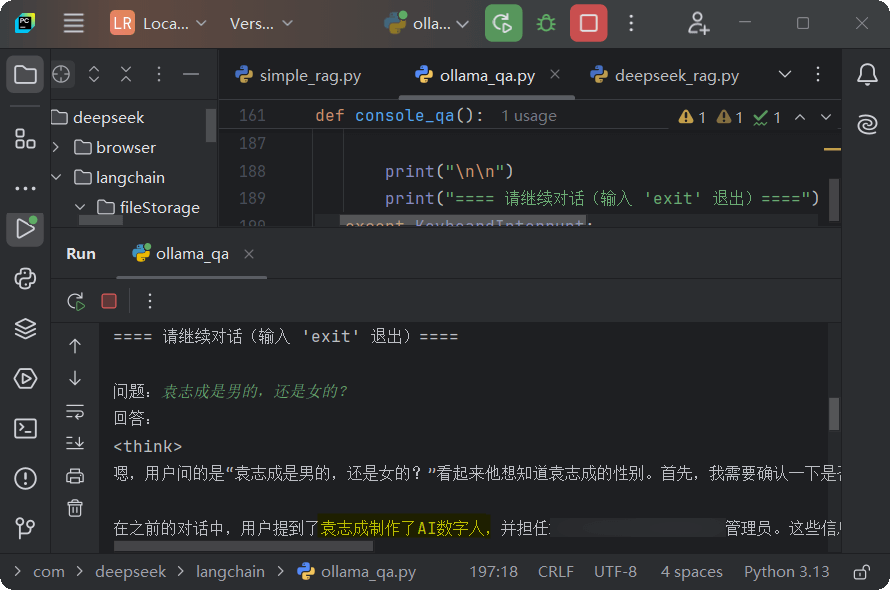 LR Loca... Vers... olla...
simple_rag.py ollama_qa.py deepseek_rag.py
deepseek
browser
langchain
fileStorage
161 def console_qa(): 1 usage 1 1 1
187
188 print("\n\n")
189 print("==== 请继续对话（输入 'exit' 退出）====")
except KeyboardInterrupt:
Run ollama_qa
==== 请继续对话（输入 'exit' 退出）====
问题：袁志成是男的，还是女的?
回答：
<think>
嗯，用户问的是“袁志成是男的，还是女的？”看起来他想知道袁志成的性别。首先，我需要确认一下是
在之前的对话中，用户提到了袁志成制作了AI数字人，并担任 管理员。这些信
com deepseek langchain ollama_qa.py 197:18 CRLF UTF-8 4 spaces Python 3.13